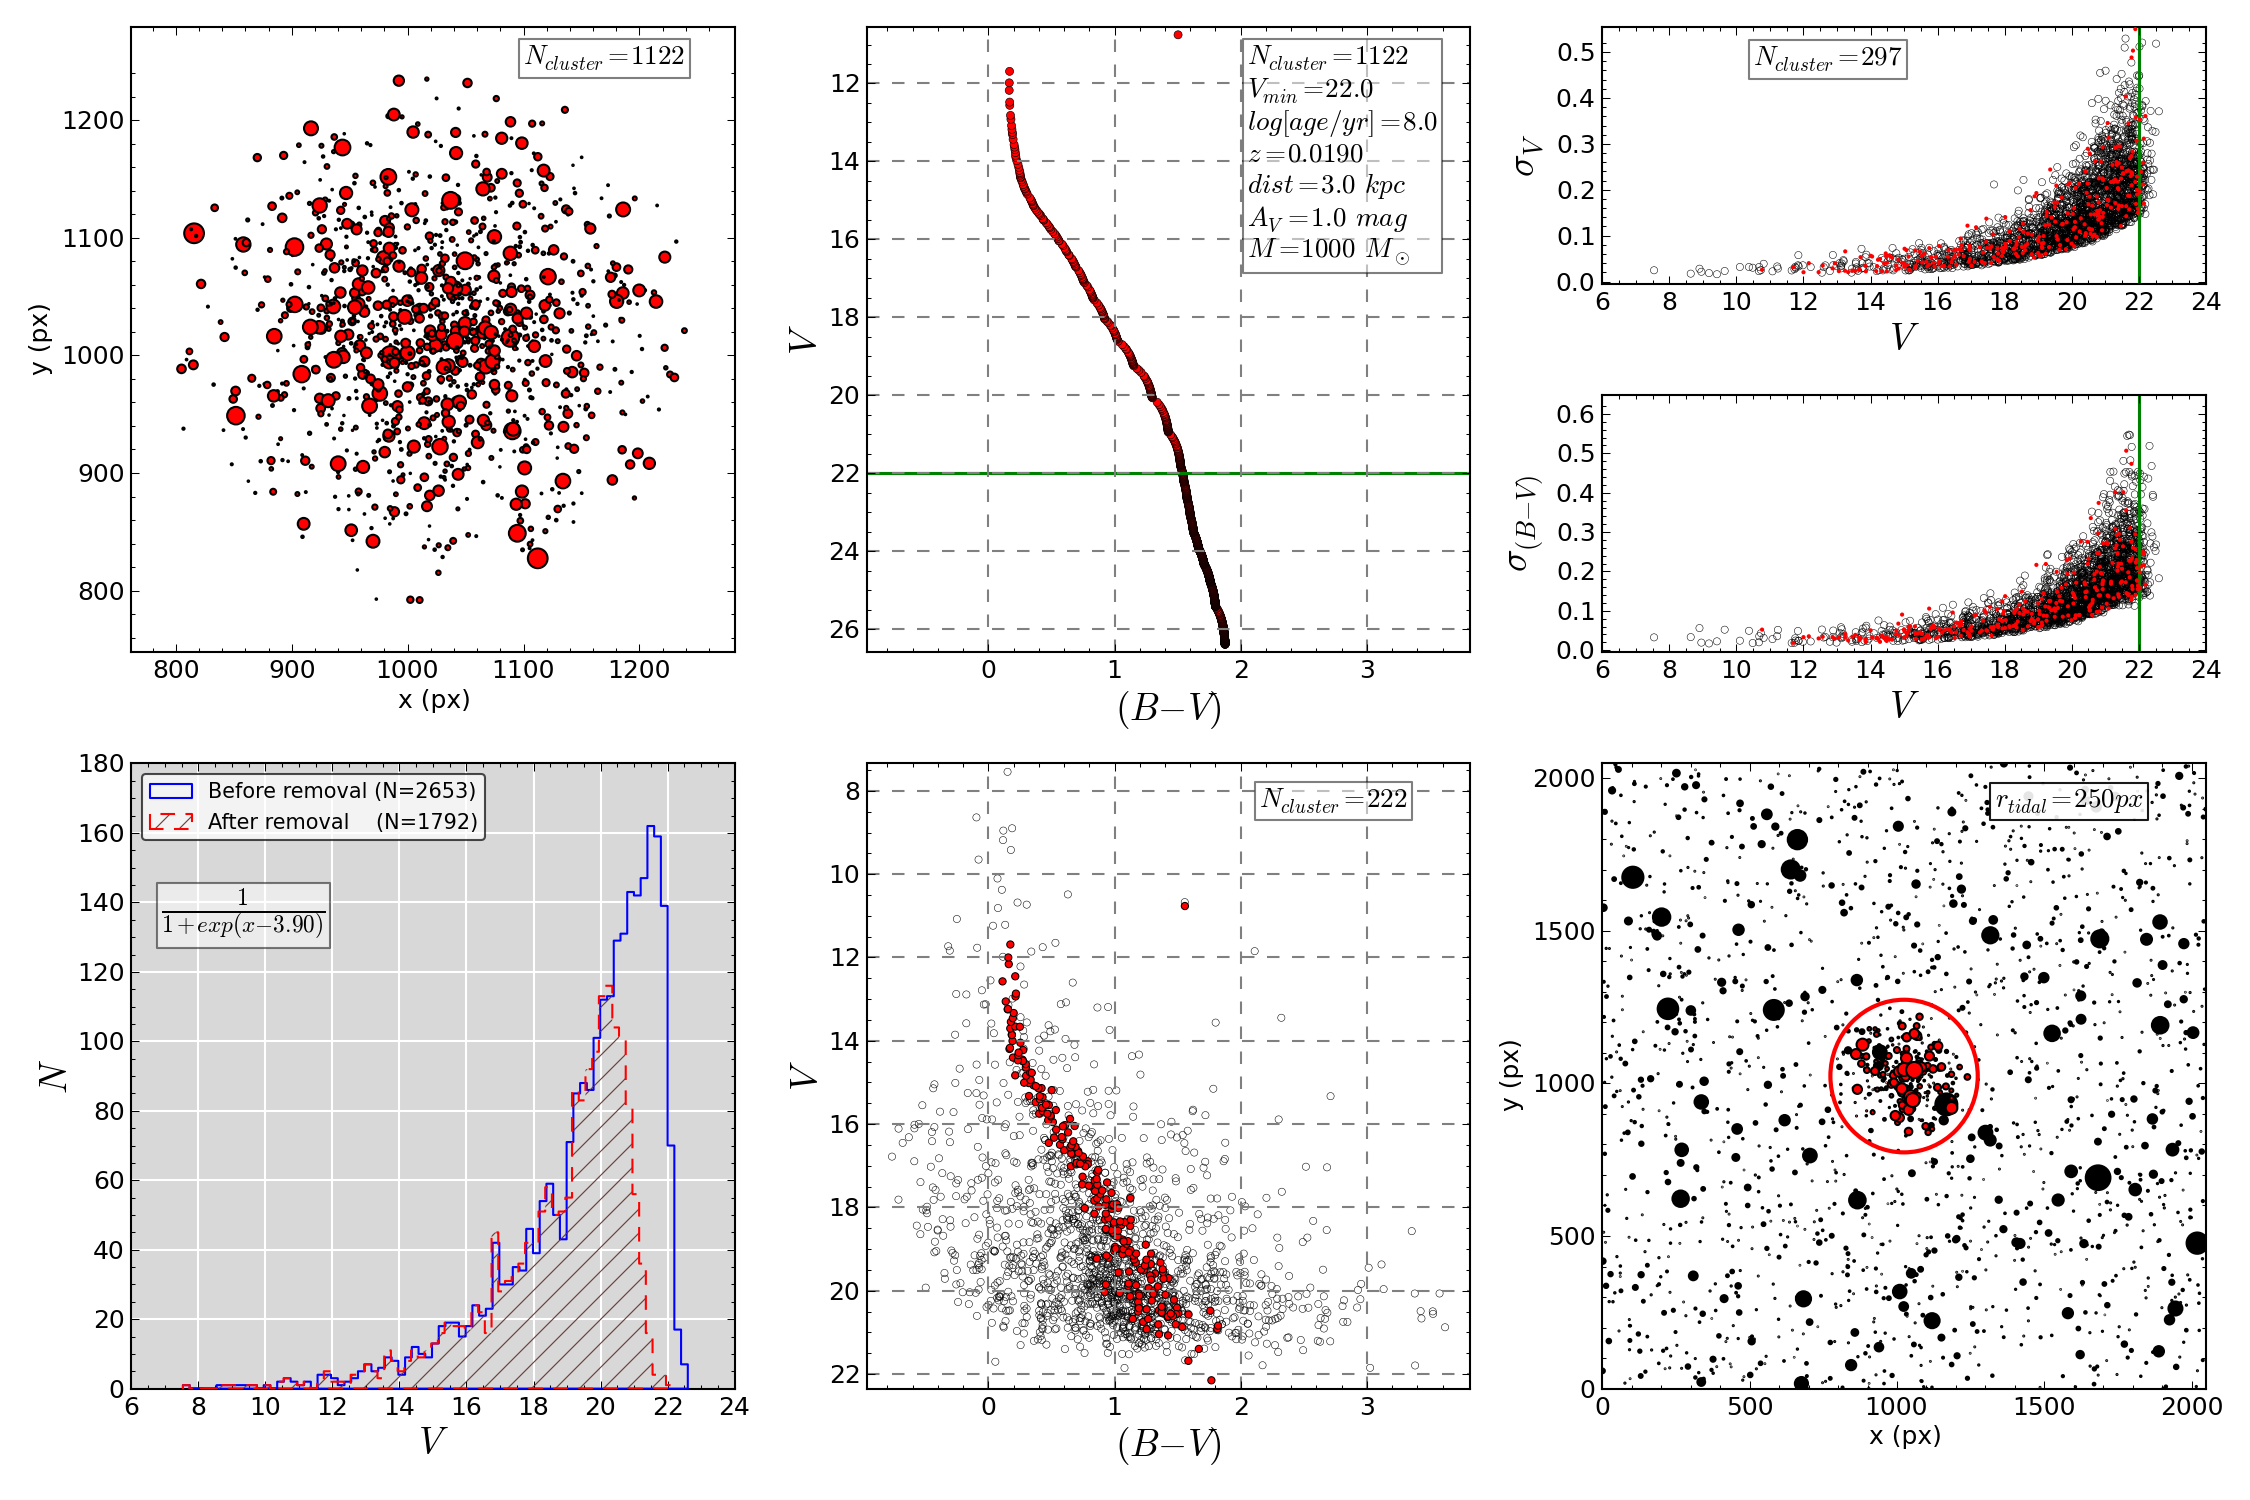 N_cluster=1122
1200
1100
1000
900
800
y (px)
800 900 1000 1100 1200
x (px)
N_cluster=1122
V_min=22.0
log[age/yr]=8.0
z=0.0190
dist=3.0 kpc
A_V=1.0 mag
M=1000 M_⊙
12
14
16
18
20
22
24
26
V
0 1 2 3
(B−V)
N_cluster=297
0.5
0.4
0.3
0.2
0.1
0.0
σ_V
6 8 10 12 14 16 18 20 22 24
V
0.6
0.5
0.4
0.3
0.2
0.1
0.0
σ_(B−V)
6 8 10 12 14 16 18 20 22 24
V
Before removal (N=2653)
After removal (N=1792)
1
1+exp(x−3.90)
180
160
140
120
100
80
60
40
20
0
N
6 8 10 12 14 16 18 20 22 24
V
N_cluster=222
8
10
12
14
16
18
20
22
V
0 1 2 3
(B−V)
r_tidal=250px
2000
1500
1000
500
0
y (px)
0 500 1000 1500 2000
x (px)